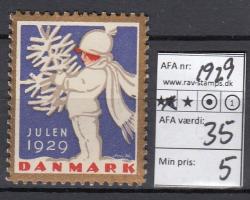 JULEN
1929
DANMARK
AFA nr: 1929
www.rav-stamps.dk
AFA værdi: 35
Min pris: 5